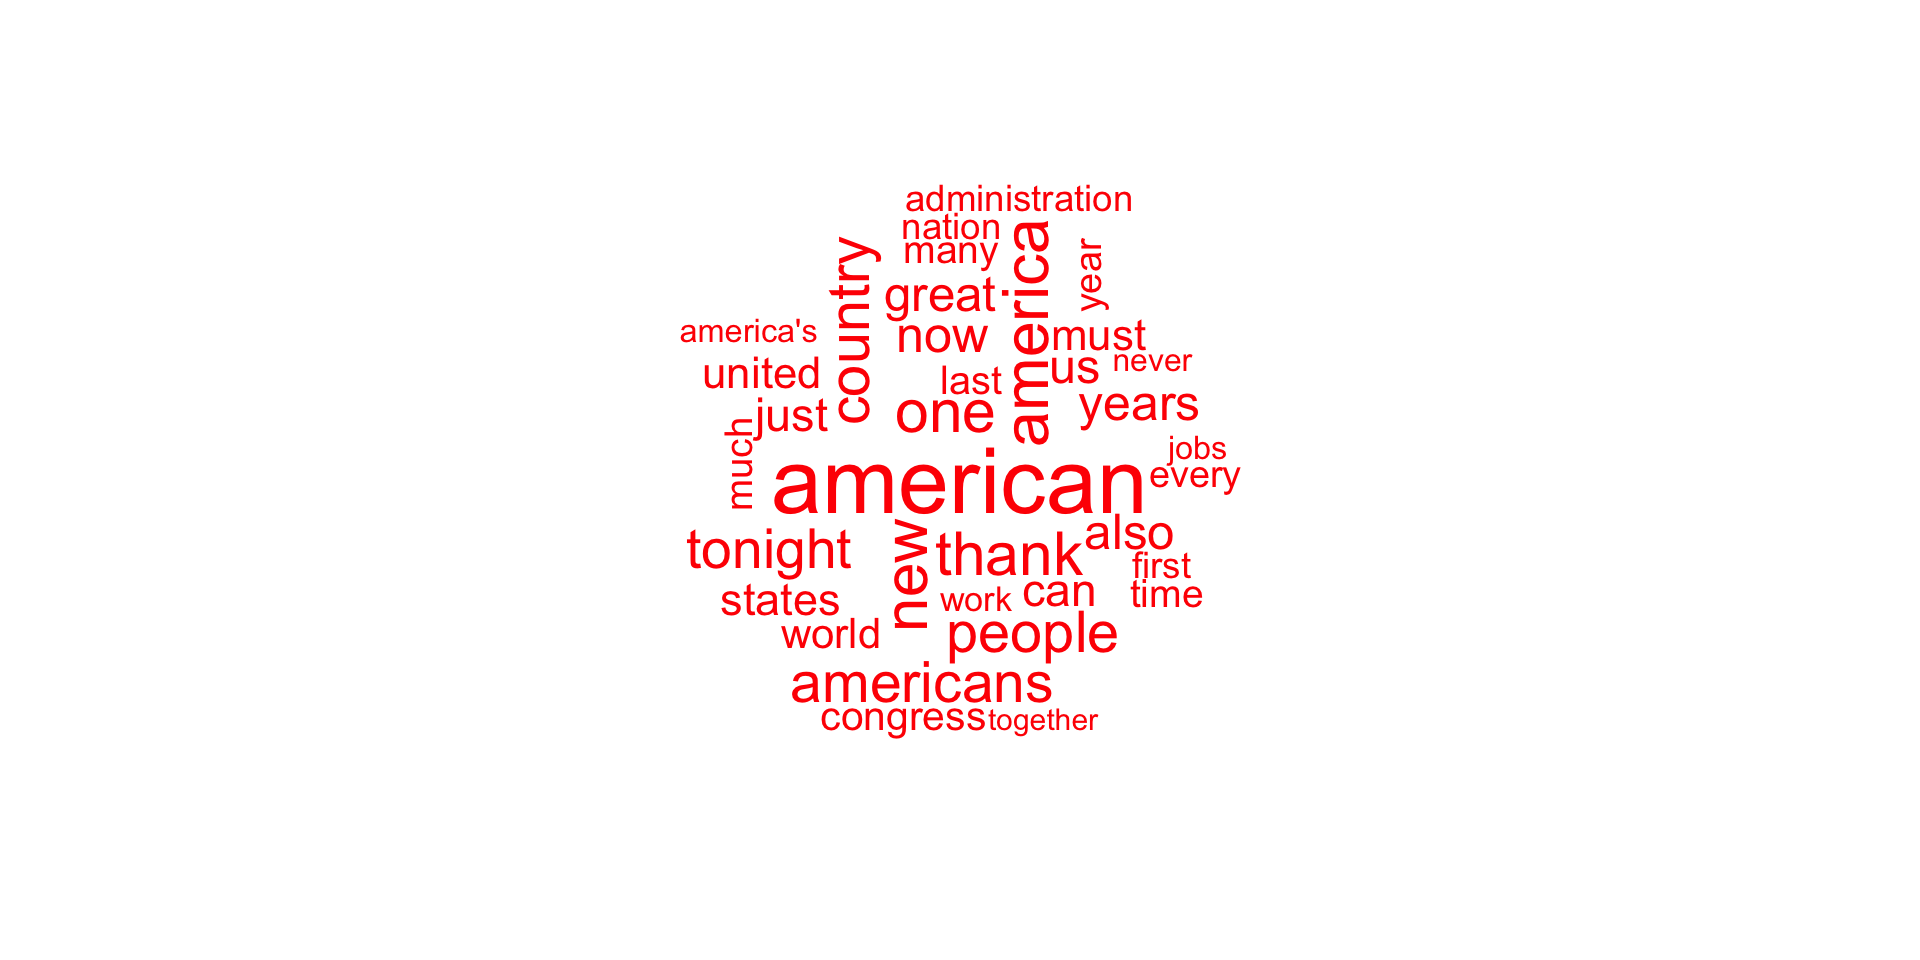 administration
nation
many
america
year
country
great
now
must
america's
us
never
united
last
years
just
one
much
jobs
american
every
new
also
tonight
thank
first
states
work
can
time
world
people
americans
congress
together